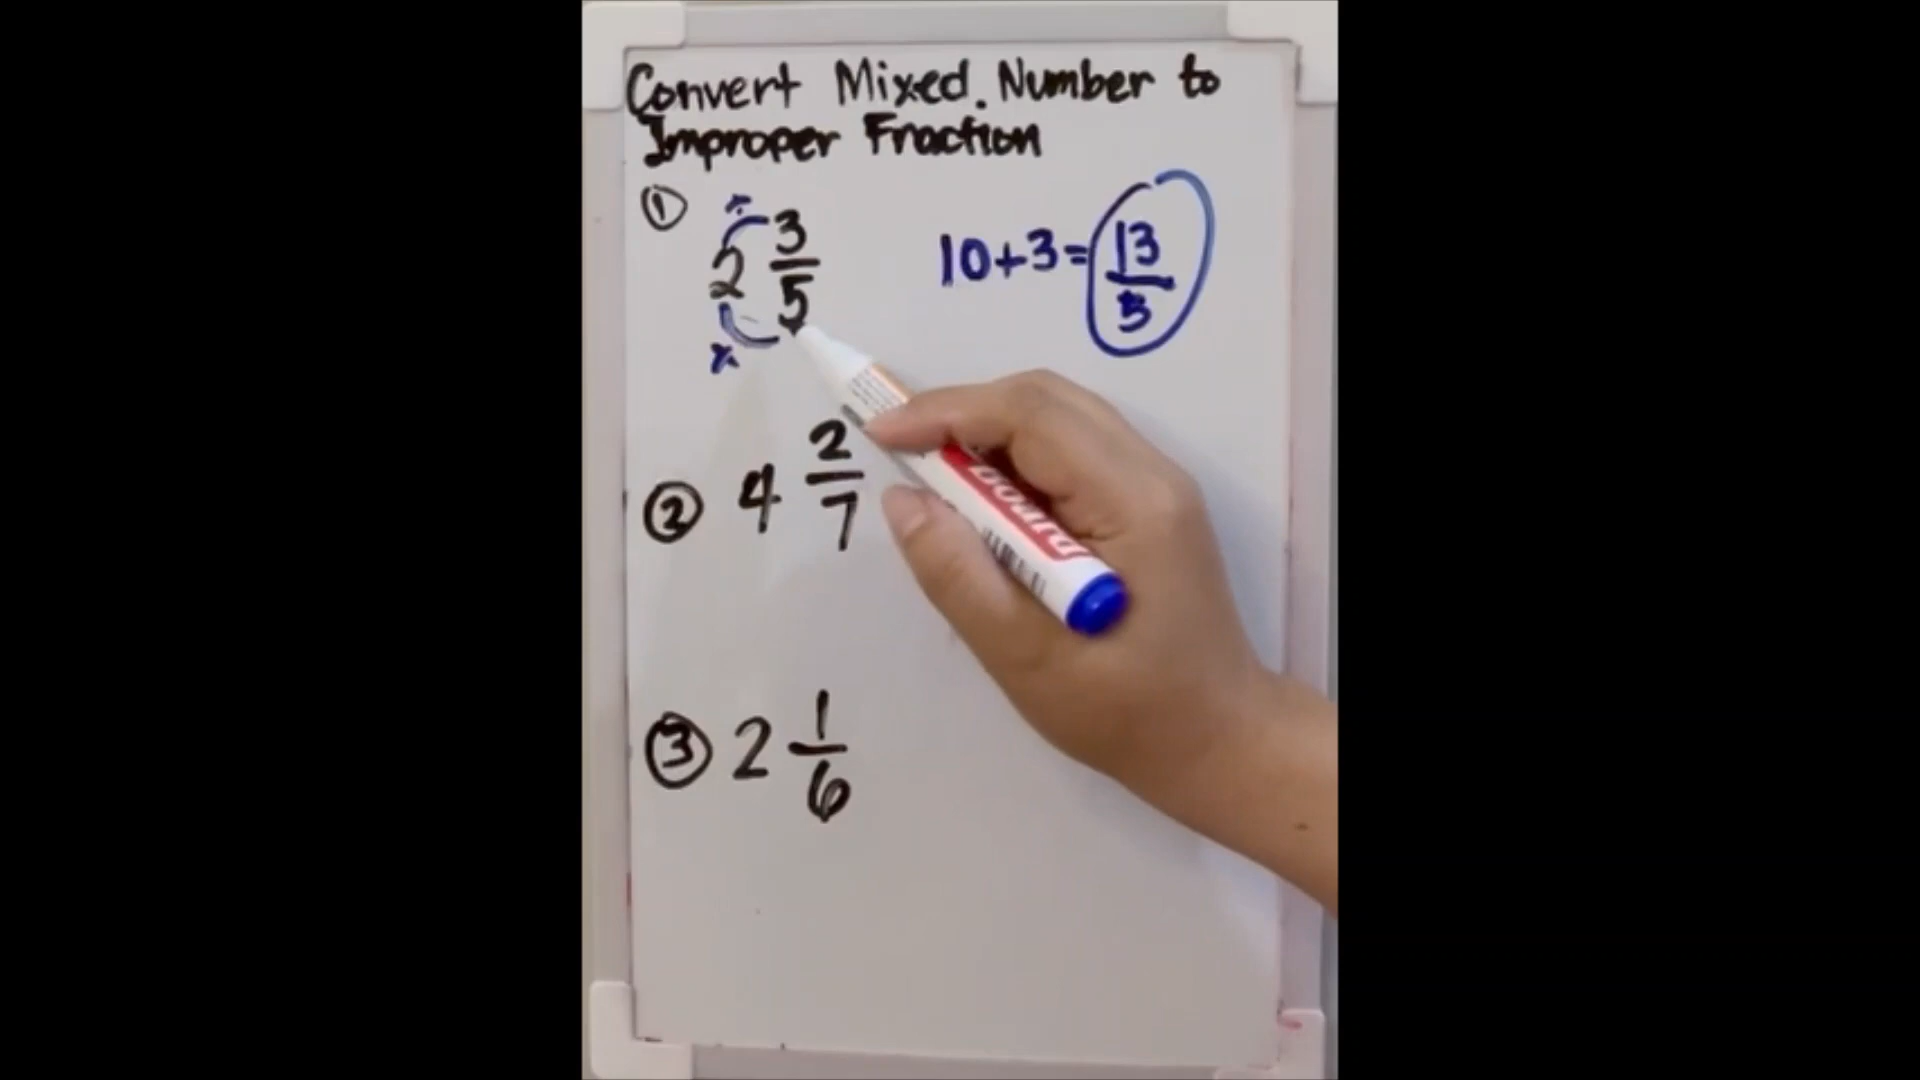 Convert Mixed Number to
Improper Fraction
① 2 3/5 x x 10+3= 13/5
② 4 2/7
③ 2 1/6
Board